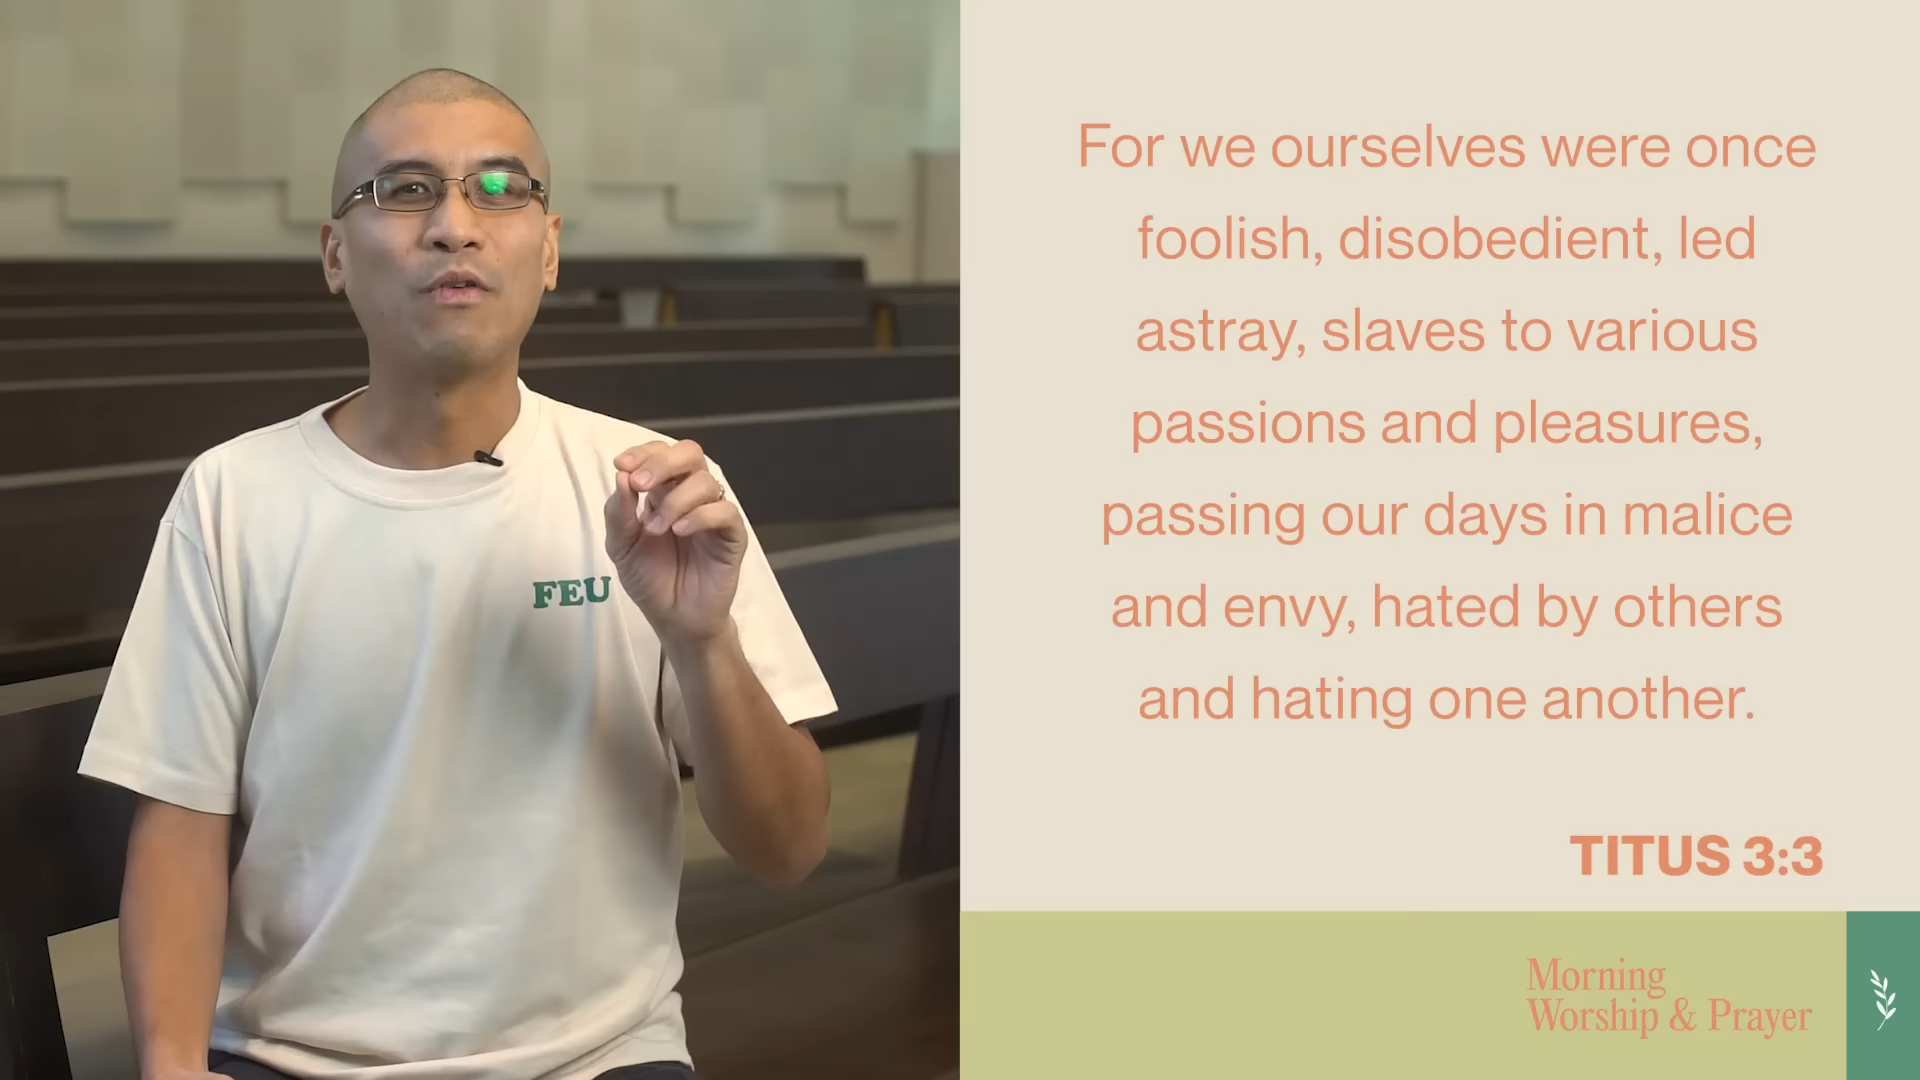 FEU
For we ourselves were once
foolish, disobedient, led
astray, slaves to various
passions and pleasures,
passing our days in malice
and envy, hated by others
and hating one another.
TITUS 3:3
Morning
Worship & Prayer